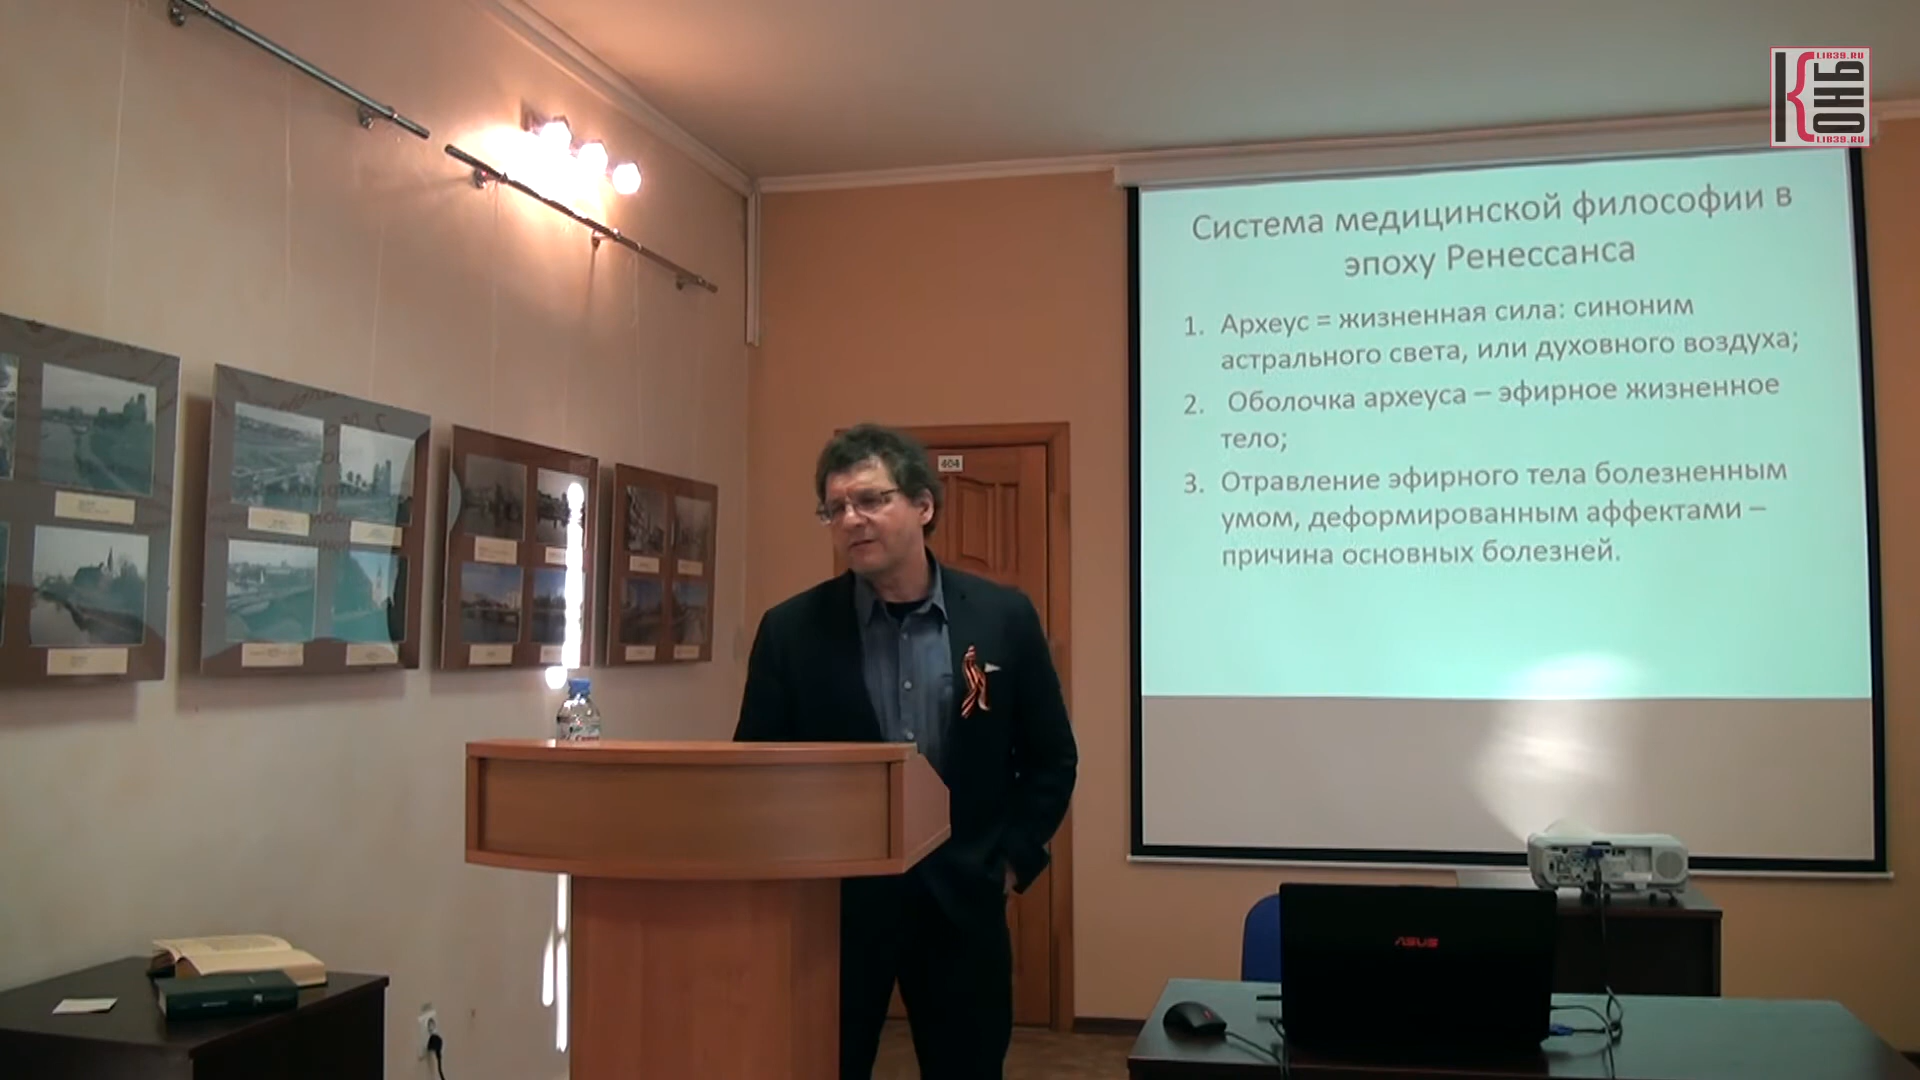 LIB39.RU
КОНБ
LIB39.RU
Система медицинской философии в
эпоху Ренессанса
1. Археус = жизненная сила: синоним
астрального света, или духовного воздуха;
2. Оболочка археуса – эфирное жизненное
тело;
3. Отравление эфирного тела болезненным
умом, деформированным аффектами –
причина основных болезней.
404
ASUS